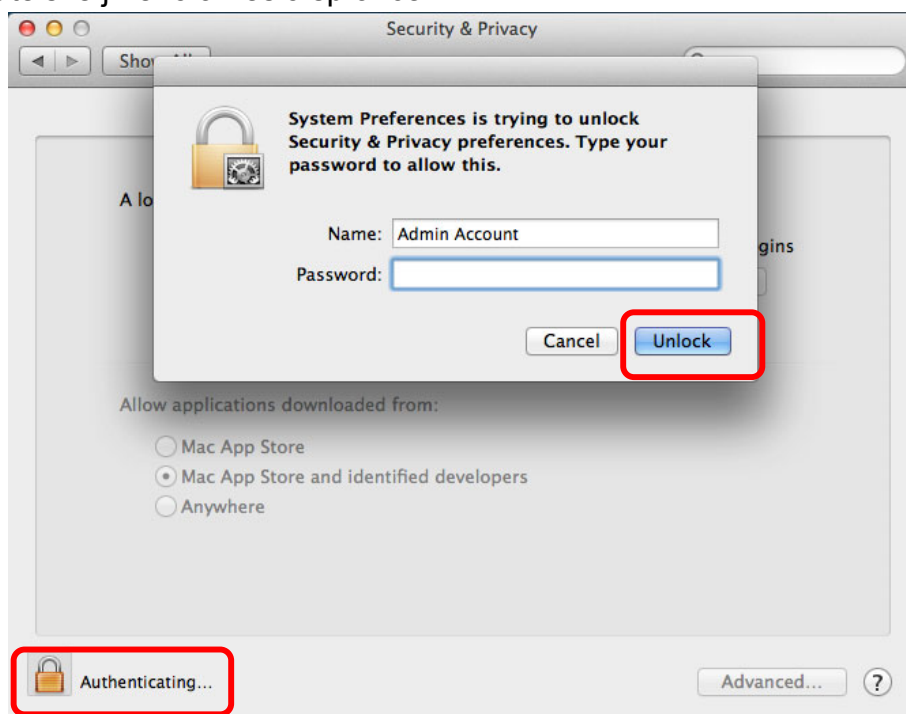 Security & Privacy
System Preferences is trying to unlock
Security & Privacy preferences. Type your
password to allow this.
A lo
Name: Admin Account
gins
Password:
Cancel Unlock
Allow applications downloaded from:
Mac App Store
Mac App Store and identified developers
Anywhere
Authenticating...
Advanced... ?